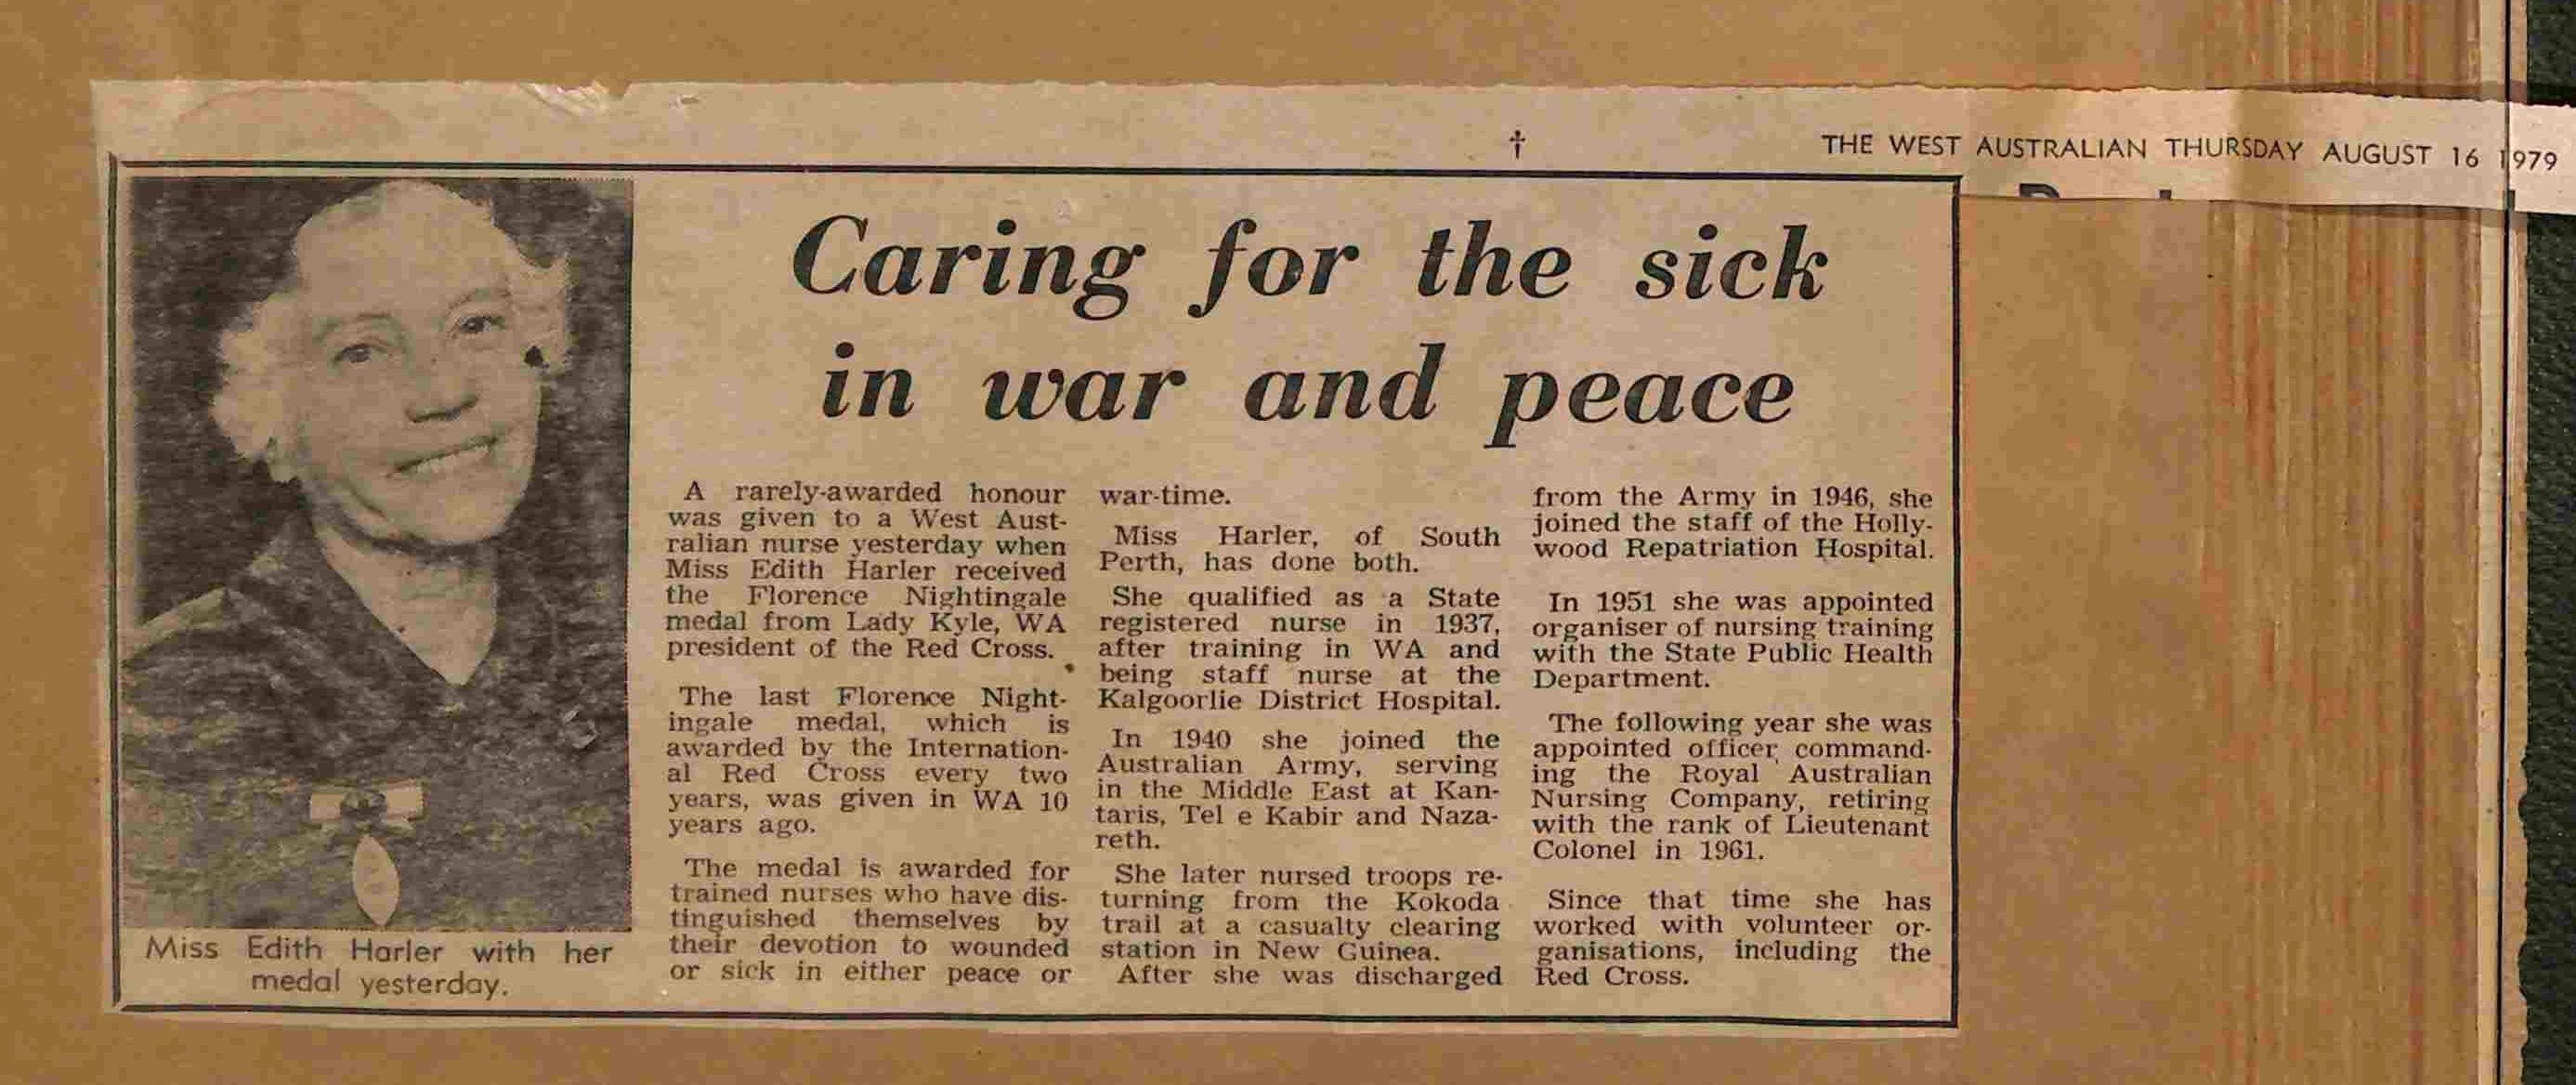 †
THE WEST AUSTRALIAN THURSDAY AUGUST 16 1979
Caring for the sick
in war and peace
Miss Edith Harler with her
medal yesterday.
A rarely-awarded honour
was given to a West Aust-
ralian nurse yesterday when
Miss Edith Harler received
the Florence Nightingale
medal from Lady Kyle, WA
president of the Red Cross.
The last Florence Night-
ingale medal, which is
awarded by the Internation-
al Red Cross every two
years, was given in WA 10
years ago.
The medal is awarded for
trained nurses who have dis-
tinguished themselves by
their devotion to wounded
or sick in either peace or
war-time.
Miss Harler, of South
Perth, has done both.
She qualified as a State
registered nurse in 1937,
after training in WA and
being staff nurse at the
Kalgoorlie District Hospital.
In 1940 she joined the
Australian Army, serving
in the Middle East at Kan-
taris, Tel e Kabir and Naza-
reth.
She later nursed troops re-
turning from the Kokoda
trail at a casualty clearing
station in New Guinea.
After she was discharged
from the Army in 1946, she
joined the staff of the Holly-
wood Repatriation Hospital.
In 1951 she was appointed
organiser of nursing training
with the State Public Health
Department.
The following year she was
appointed officer command-
ing the Royal Australian
Nursing Company, retiring
with the rank of Lieutenant
Colonel in 1961.
Since that time she has
worked with volunteer or-
ganisations, including the
Red Cross.